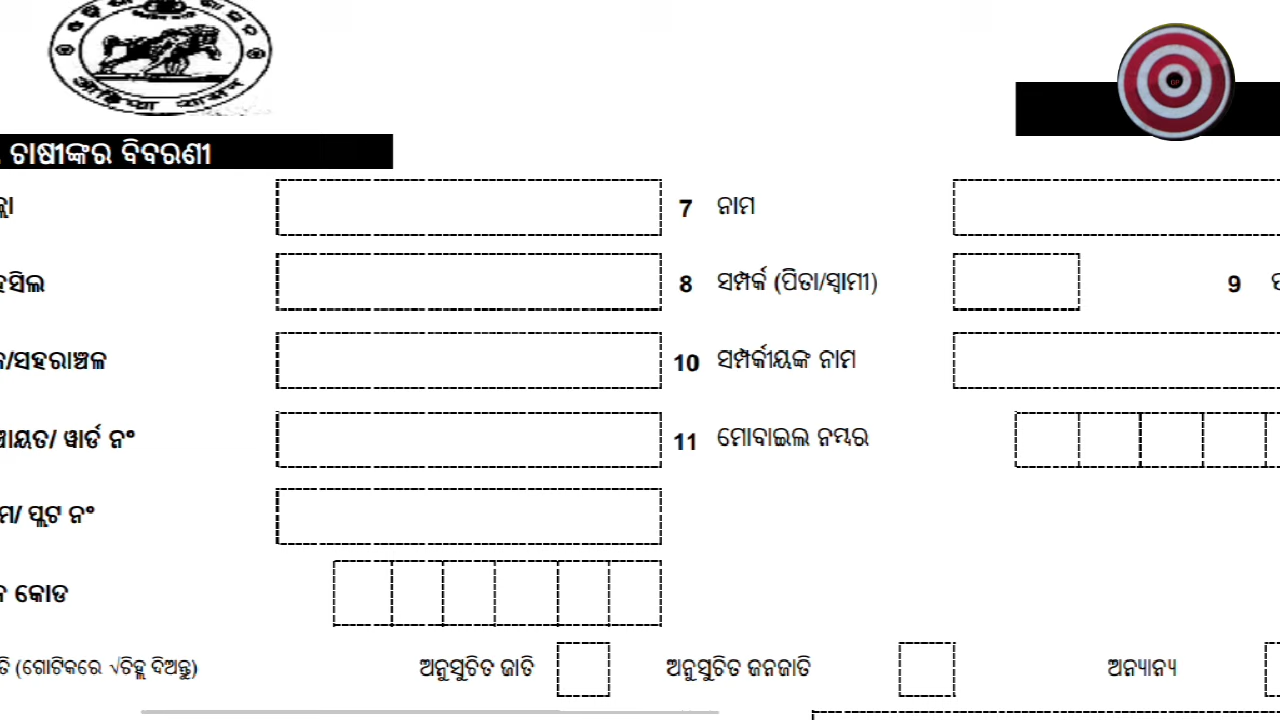 ଚାଷୀଙ୍କର ବିବରଣୀ
7 ନାମ
8 ସମ୍ପର୍କ (ପିତା/ସ୍ୱାମୀ)
9
/ସହରାଞ୍ଚଳ
10 ସମ୍ପର୍କୀୟଙ୍କ ନାମ
/ ୱାର୍ଡ ନଂ
11 ମୋବାଇଲ ନମ୍ବର
/ ପ୍ଲଟ ନଂ
କୋଡ
(ଗୋଟିକରେ √ଚିହ୍ନ ଦିଅନ୍ତୁ) ଅନୁସୁଚିତ ଜାତି ଅନୁସୁଚିତ ଜନଜାତି ଅନ୍ୟାନ୍ୟ